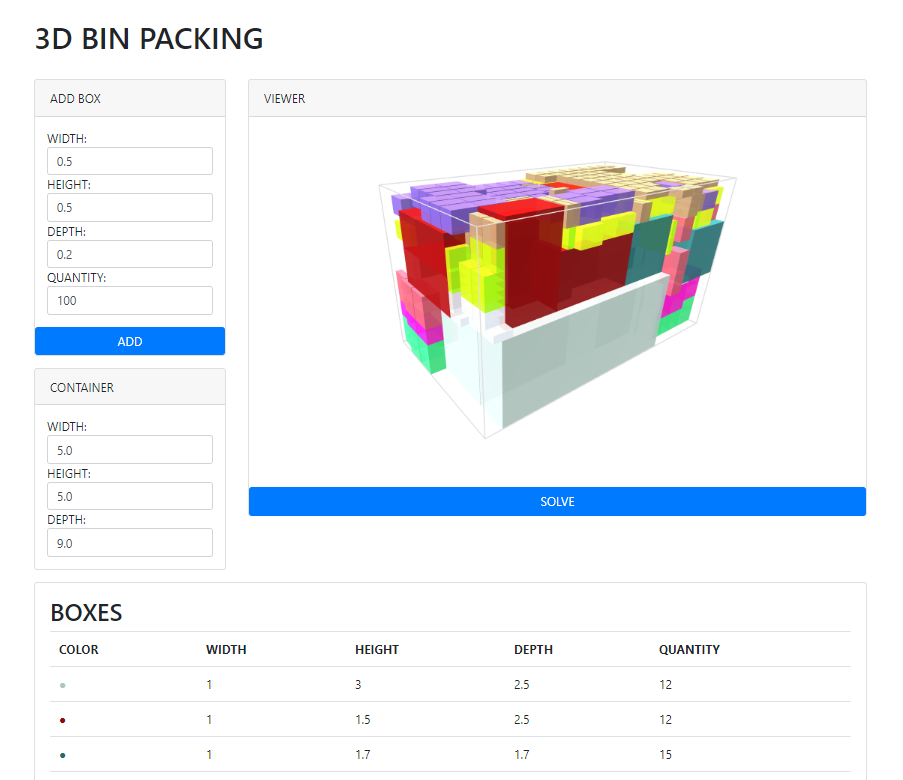 3D BIN PACKING
ADD BOX
WIDTH:
0.5
HEIGHT:
0.5
DEPTH:
0.2
QUANTITY:
100
ADD
CONTAINER
WIDTH:
5.0
HEIGHT:
5.0
DEPTH:
9.0
VIEWER
SOLVE
BOXES
COLOR WIDTH HEIGHT DEPTH QUANTITY
1 3 2.5 12
1 1.5 2.5 12
1 1.7 1.7 15